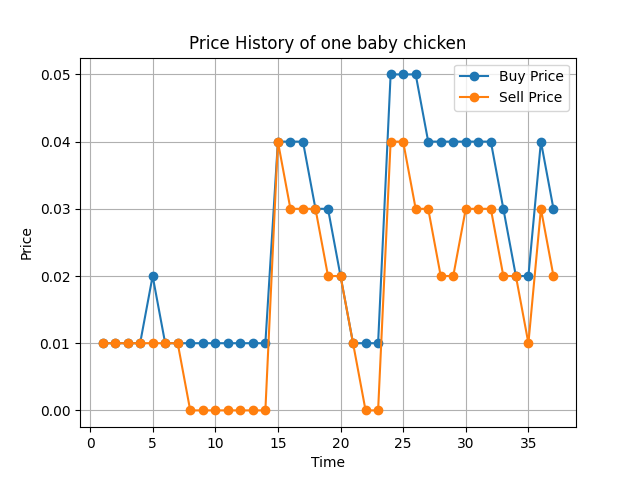 Price History of one baby chicken
Buy Price
Sell Price
0.05
0.04
0.03
0.02
0.01
0.00
Price
0 5 10 15 20 25 30 35
Time